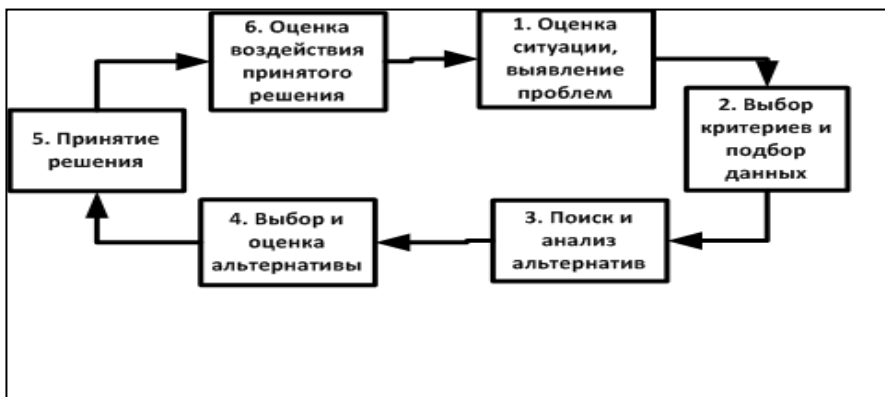 1. Оценка
ситуации,
выявление
проблем
2. Выбор
критериев и
подбор
данных
3. Поиск и
анализ
альтернатив
4. Выбор и
оценка
альтернативы
5. Принятие
решения
6. Оценка
воздействия
принятого
решения